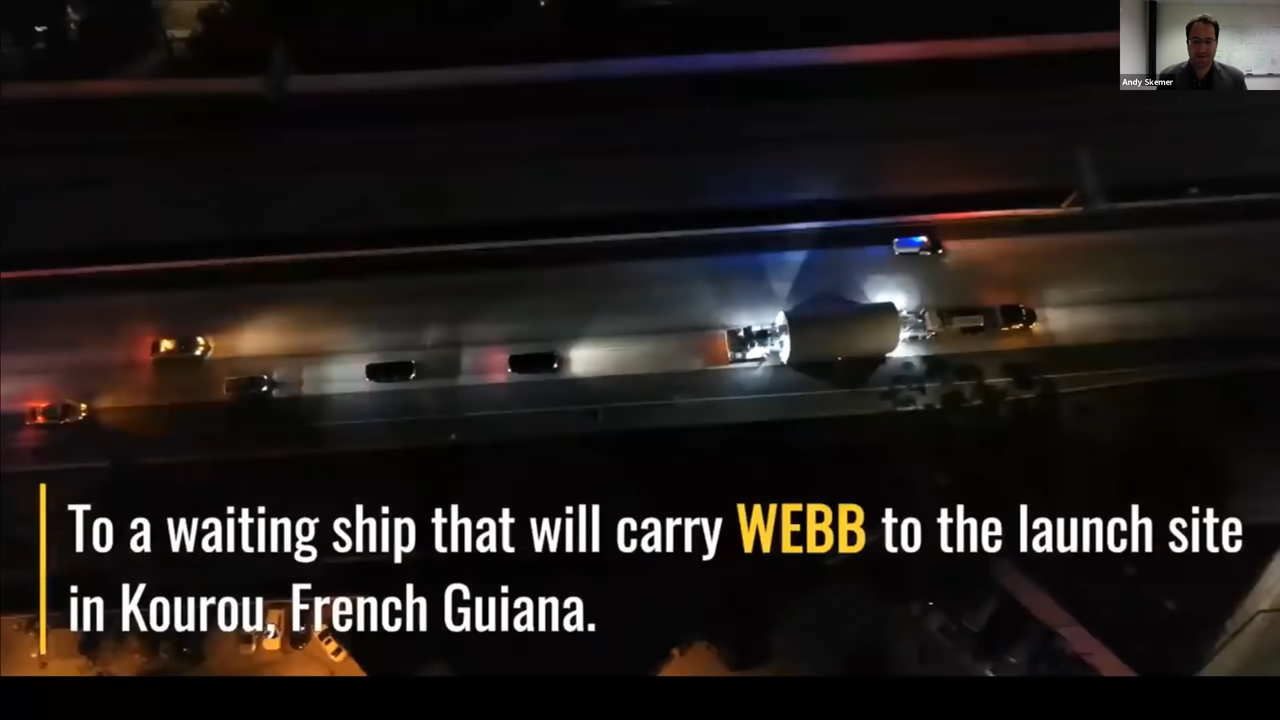 Andy Skemer
To a waiting ship that will carry WEBB to the launch site
in Kourou, French Guiana.